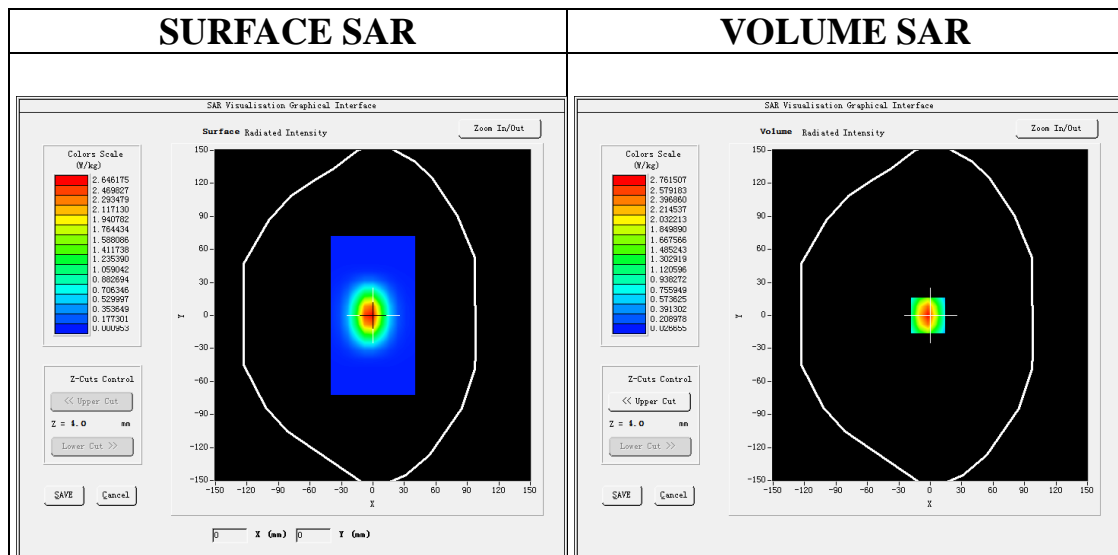 SURFACE SAR
VOLUME SAR
SAR Visualisation Graphical Interface
Surface Radiated Intensity
Zoom In/Out
Colors Scale
(W/kg)
2.646175
2.469827
2.293479
2.117130
1.940782
1.764434
1.588086
1.411738
1.235390
1.059042
0.882694
0.706346
0.529997
0.353649
0.177301
0.000953
150
120
90
60
30
0
-30
-60
-90
-120
-150
Y
-150 -120 -90 -60 -30 0 30 60 90 120 150
X
Z-Cuts Control
<< Upper Cut
Z = 4.0 mm
Lower Cut >>
SAVE Cancel
0 X (mm) 0 Y (mm)
SAR Visualisation Graphical Interface
Volume Radiated Intensity
Zoom In/Out
Colors Scale
(W/kg)
2.761507
2.579183
2.396860
2.214537
2.032213
1.849890
1.667566
1.485243
1.302919
1.120596
0.938272
0.755949
0.573625
0.391302
0.208978
0.026655
150
120
90
60
30
0
-30
-60
-90
-120
-150
Y
-150 -120 -90 -60 -30 0 30 60 90 120 150
X
Z-Cuts Control
<< Upper Cut
Z = 4.0 mm
Lower Cut >>
SAVE Cancel